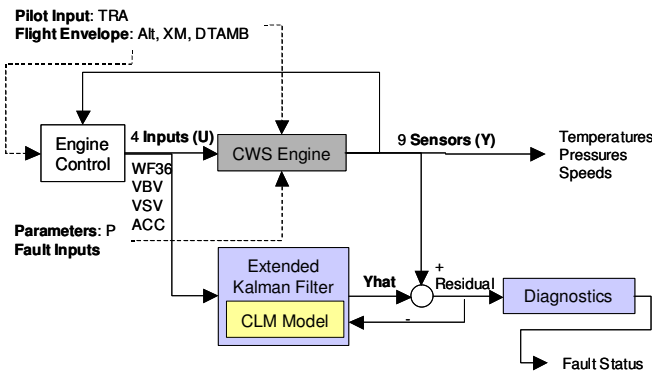 Pilot Input: TRA
Flight Envelope: Alt, XM, DTAMB
Engine
Control
4 Inputs (U)
WF36
VBV
VSV
ACC
CWS Engine
9 Sensors (Y)
Temperatures
Pressures
Speeds
Parameters: P
Fault Inputs
Extended
Kalman Filter
CLM Model
Yhat
+
Residual
-
Diagnostics
Fault Status